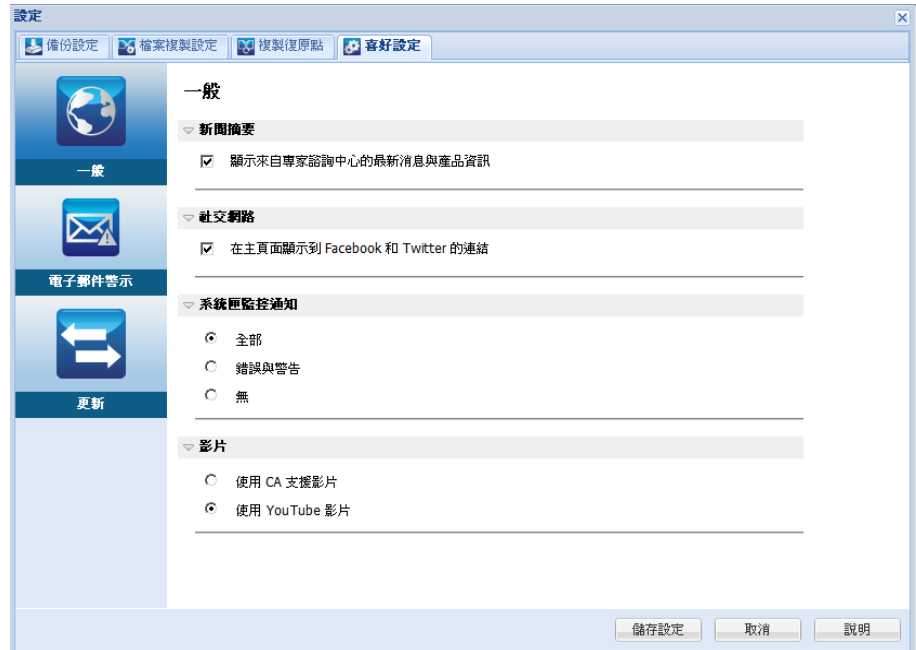 設定
備份設定 檔案複製設定 複製復原點 喜好設定
一般
電子郵件警示
更新
一般
新聞摘要
顯示來自專家諮詢中心的最新消息與產品資訊
社交網路
在主頁面顯示到 Facebook 和 Twitter 的連結
系統匣監控通知
全部
錯誤與警告
無
影片
使用 CA 支援影片
使用 YouTube 影片
儲存設定 取消 說明